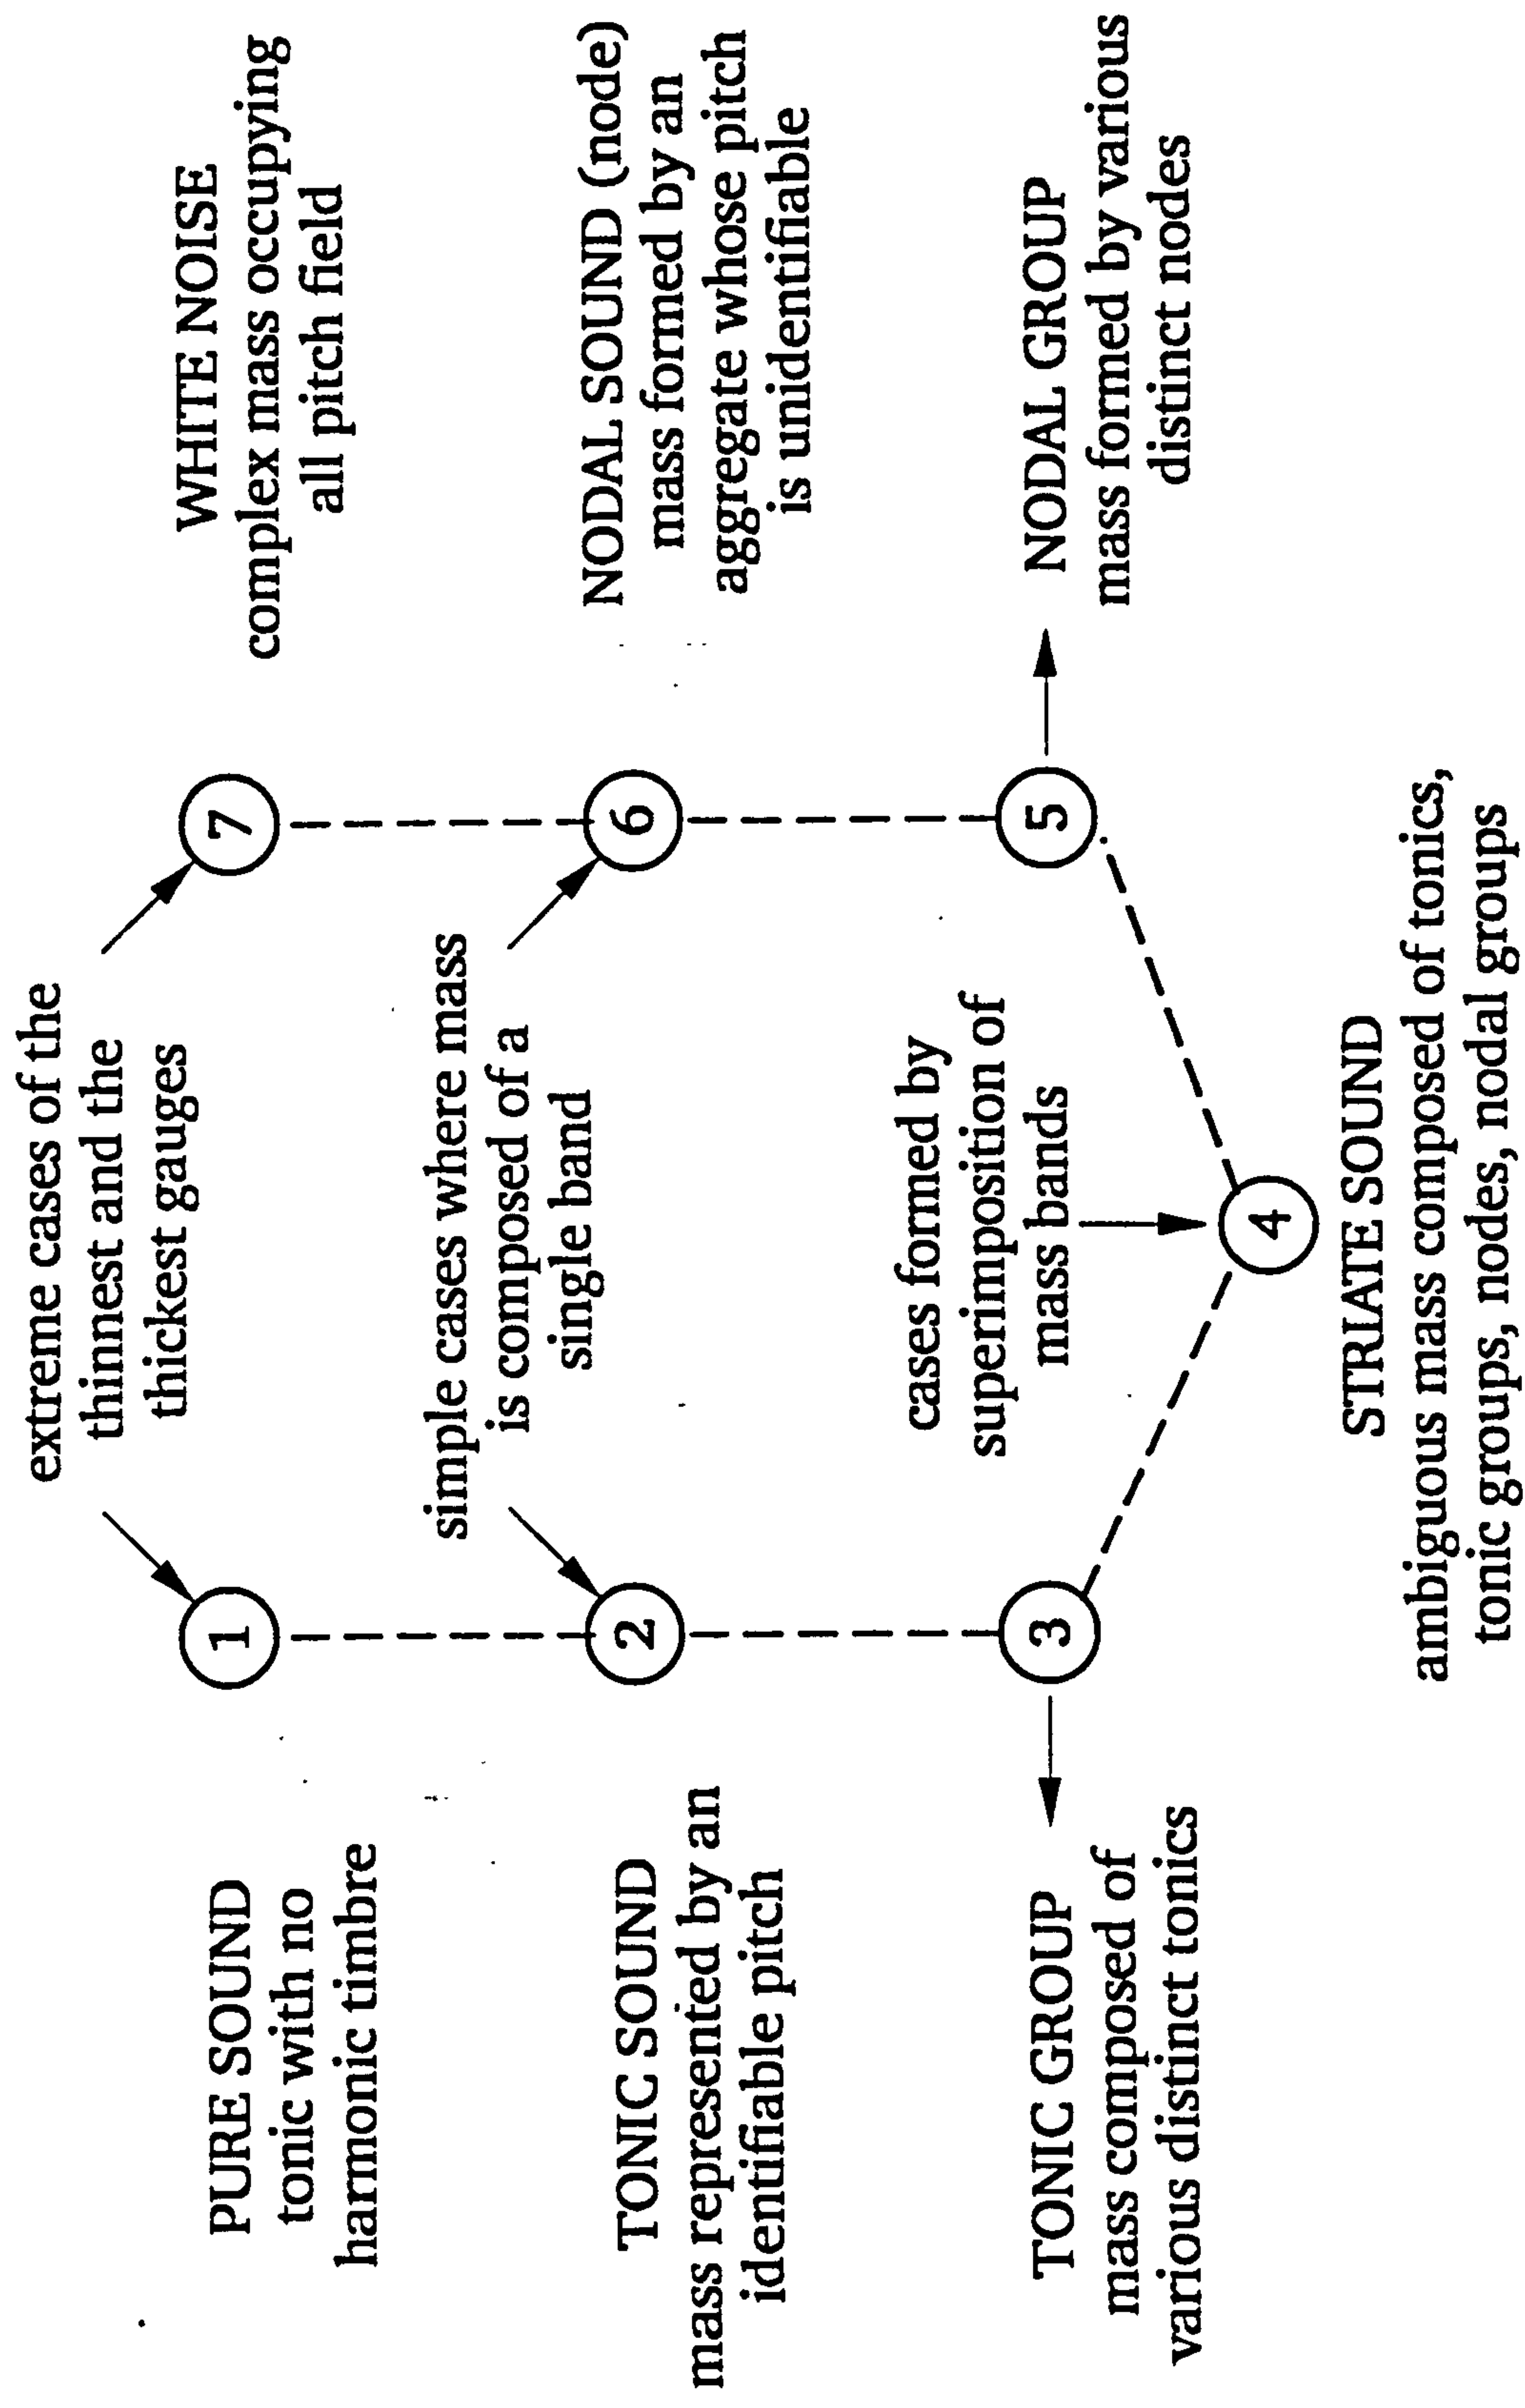 extreme cases of the
thinnest and the
thickest gauges
PURE SOUND
tonic with no
harmonic timbre
1
7
WHITE NOISE
complex mass occupying
all pitch field
simple cases where mass
is composed of a
single band
TONIC SOUND
mass represented by an
identifiable pitch
2
6
NODAL SOUND (node)
mass formed by an
aggregate whose pitch
is unidentifiable
cases formed by
superimposition of
mass bands
TONIC GROUP
mass composed of
various distinct tonics
3
5
NODAL GROUP
mass formed by various
distinct nodes
4
STRIATE SOUND
ambiguous mass composed of tonics,
tonic groups, nodes, nodal groups